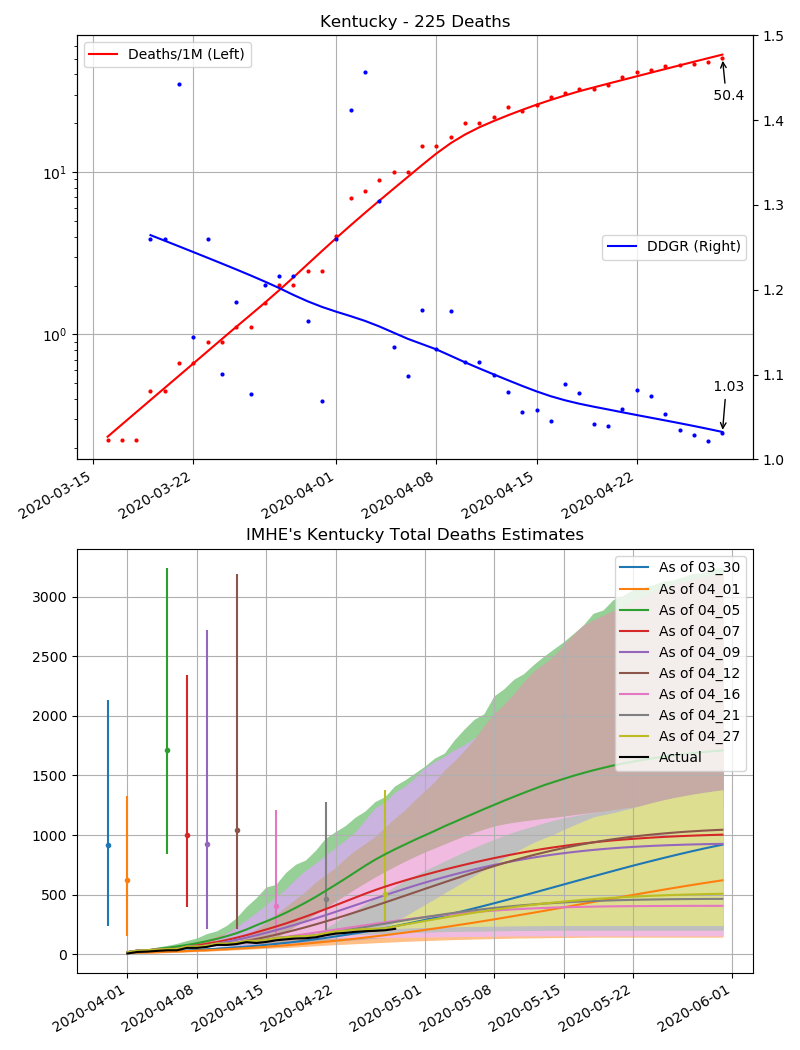 Kentucky - 225 Deaths
Deaths/1M (Left)
DDGR (Right)
50.4
1.03
10¹
10⁰
1.5
1.4
1.3
1.2
1.1
1.0
2020-03-15
2020-03-22
2020-04-01
2020-04-08
2020-04-15
2020-04-22
IMHE's Kentucky Total Deaths Estimates
As of 03_30
As of 04_01
As of 04_05
As of 04_07
As of 04_09
As of 04_12
As of 04_16
As of 04_21
As of 04_27
Actual
3000
2500
2000
1500
1000
500
0
2020-04-01
2020-04-08
2020-04-15
2020-04-22
2020-05-01
2020-05-08
2020-05-15
2020-05-22
2020-06-01